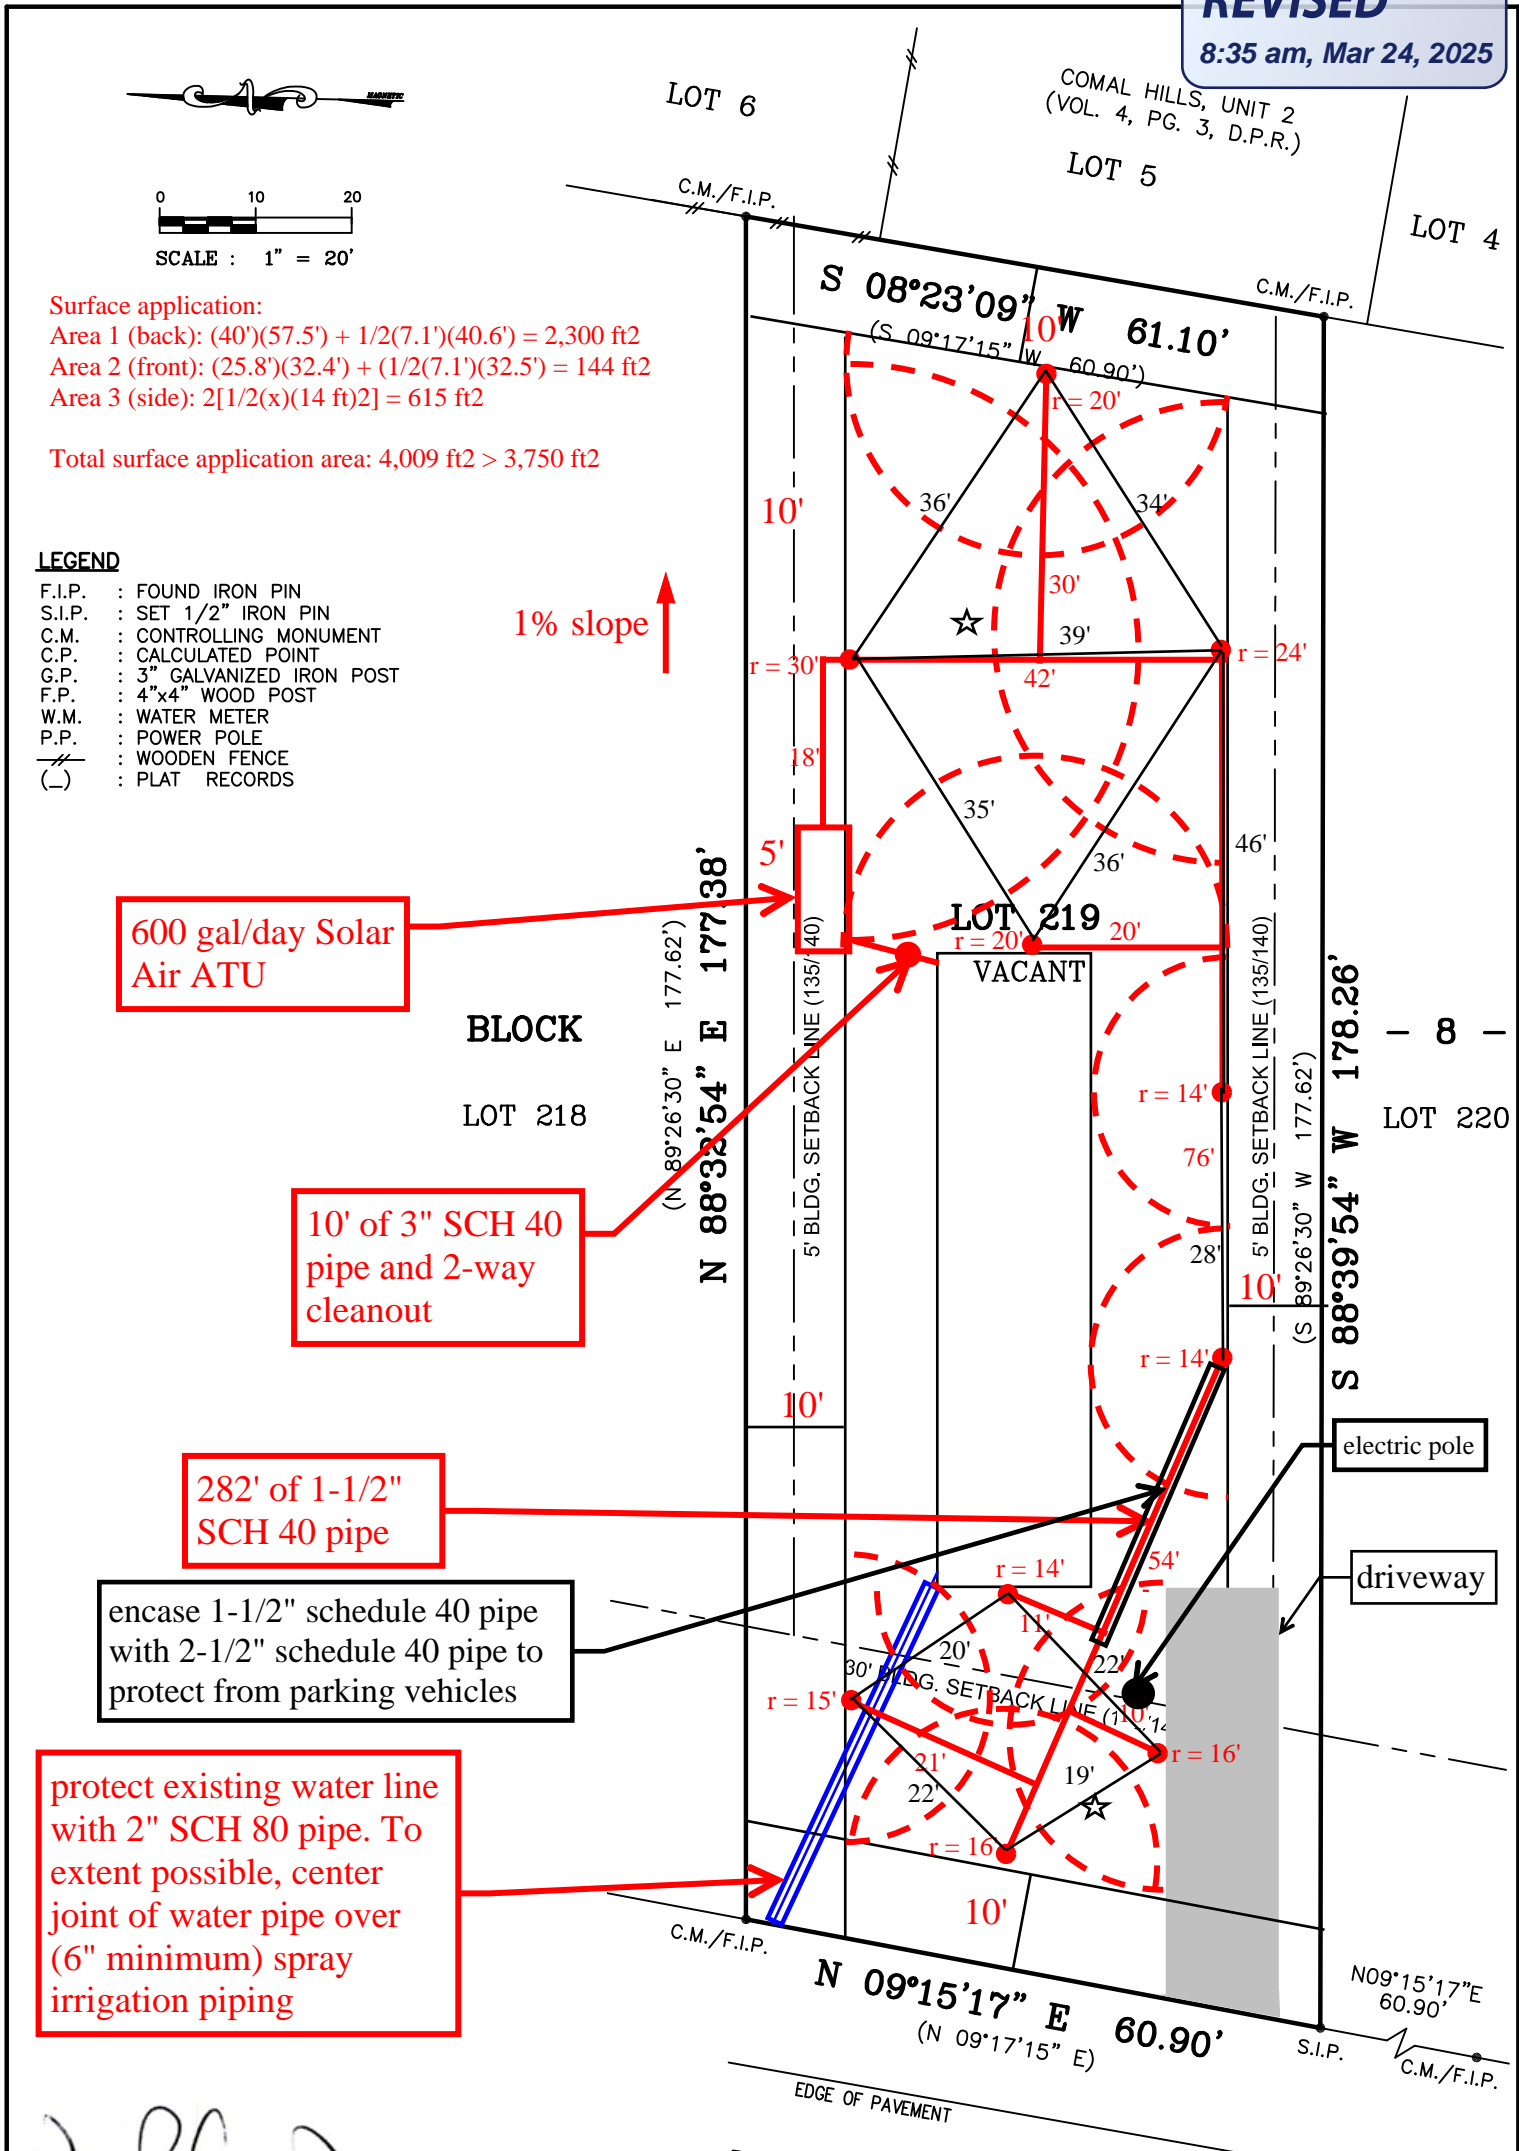 REVISED
8:35 am, Mar 24, 2025
MAGNETIC
0 10 20
SCALE : 1" = 20'
LOT 6
COMAL HILLS, UNIT 2
(VOL. 4, PG. 3, D.P.R.)
LOT 5
LOT 4
C.M./F.I.P.
C.M./F.I.P.
S 08°23'09" W 61.10'
(S 09°17'15" W 60.90')
10'
Surface application:
Area 1 (back): (40')(57.5') + 1/2(7.1')(40.6') = 2,300 ft2
Area 2 (front): (25.8')(32.4') + (1/2(7.1')(32.5') = 144 ft2
Area 3 (side): 2[1/2(x)(14 ft)2] = 615 ft2
Total surface application area: 4,009 ft2 > 3,750 ft2
LEGEND
F.I.P. : FOUND IRON PIN
S.I.P. : SET 1/2" IRON PIN
C.M. : CONTROLLING MONUMENT
C.P. : CALCULATED POINT
G.P. : 3" GALVANIZED IRON POST
F.P. : 4"x4" WOOD POST
W.M. : WATER METER
P.P. : POWER POLE
—//— : WOODEN FENCE
(_) : PLAT RECORDS
1% slope
r = 20'
10'
36'
34'
30'
39'
r = 30'
r = 24'
42'
18'
35'
36'
46'
5'
600 gal/day Solar
Air ATU
LOT 219
r = 20'
20'
VACANT
BLOCK
- 8 -
LOT 218
LOT 220
N 88°32'54" E 177.38'
(N 89°26'30" E 177.62')
5' BLDG. SETBACK LINE (135/140)
5' BLDG. SETBACK LINE (135/140)
S 88°39'54" W 178.26'
(S 89°26'30" W 177.62')
r = 14'
76'
28'
10'
r = 14'
10' of 3" SCH 40
pipe and 2-way
cleanout
10'
electric pole
282' of 1-1/2"
SCH 40 pipe
54'
r = 14'
driveway
encase 1-1/2" schedule 40 pipe
with 2-1/2" schedule 40 pipe to
protect from parking vehicles
11'
20'
22'
30' BLDG. SETBACK LINE
r = 15'
10'
r = 16'
21'
22'
19'
r = 16'
protect existing water line
with 2" SCH 80 pipe. To
extent possible, center
joint of water pipe over
(6" minimum) spray
irrigation piping
10'
C.M./F.I.P.
N 09°15'17" E 60.90'
(N 09°17'15" E)
N09°15'17"E
60.90'
S.I.P.
C.M./F.I.P.
EDGE OF PAVEMENT